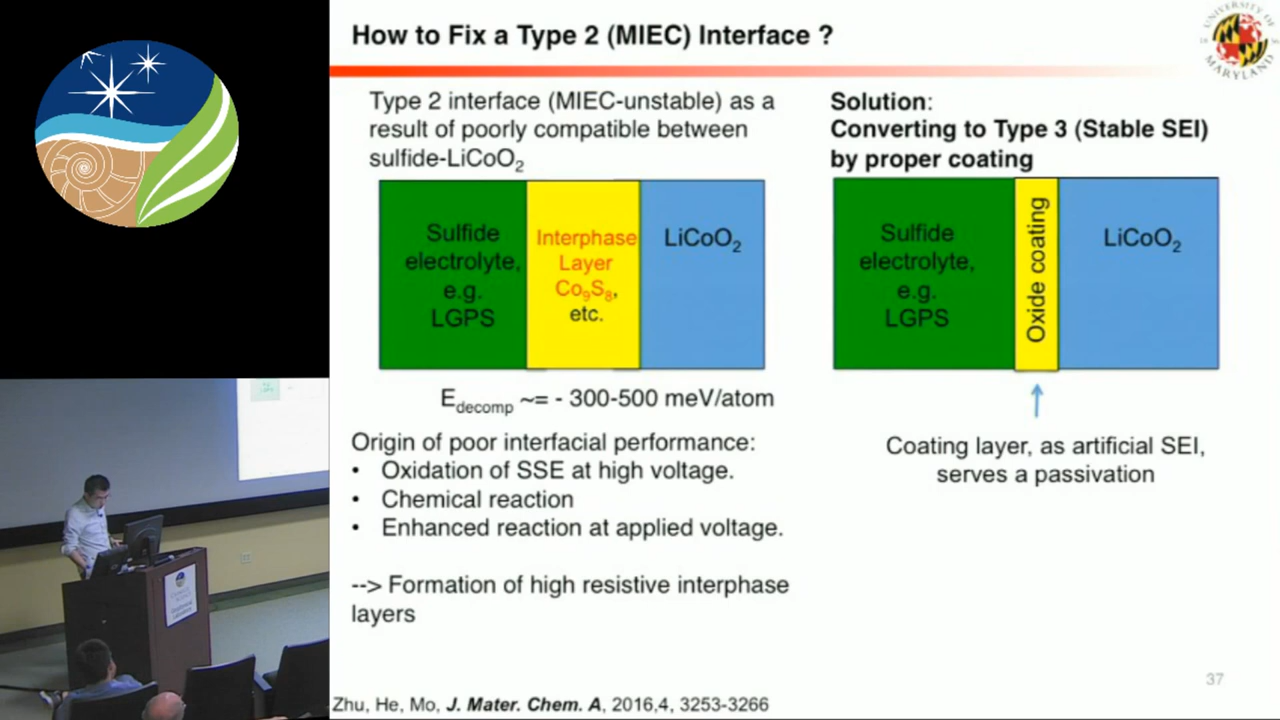 How to Fix a Type 2 (MIEC) Interface ?
UNIVERSITY OF
MARYLAND
Type 2 interface (MIEC-unstable) as a
result of poorly compatible between
sulfide-LiCoO₂
Sulfide
electrolyte,
e.g.
LGPS
Interphase
Layer
Co₉S₈,
etc.
LiCoO₂
E_decomp ~= - 300-500 meV/atom
Origin of poor interfacial performance:
• Oxidation of SSE at high voltage.
• Chemical reaction
• Enhanced reaction at applied voltage.
--> Formation of high resistive interphase
layers
Solution:
Converting to Type 3 (Stable SEI)
by proper coating
Sulfide
electrolyte,
e.g.
LGPS
Oxide coating
LiCoO₂
Coating layer, as artificial SEI,
serves a passivation
37
Zhu, He, Mo, J. Mater. Chem. A, 2016,4, 3253-3266